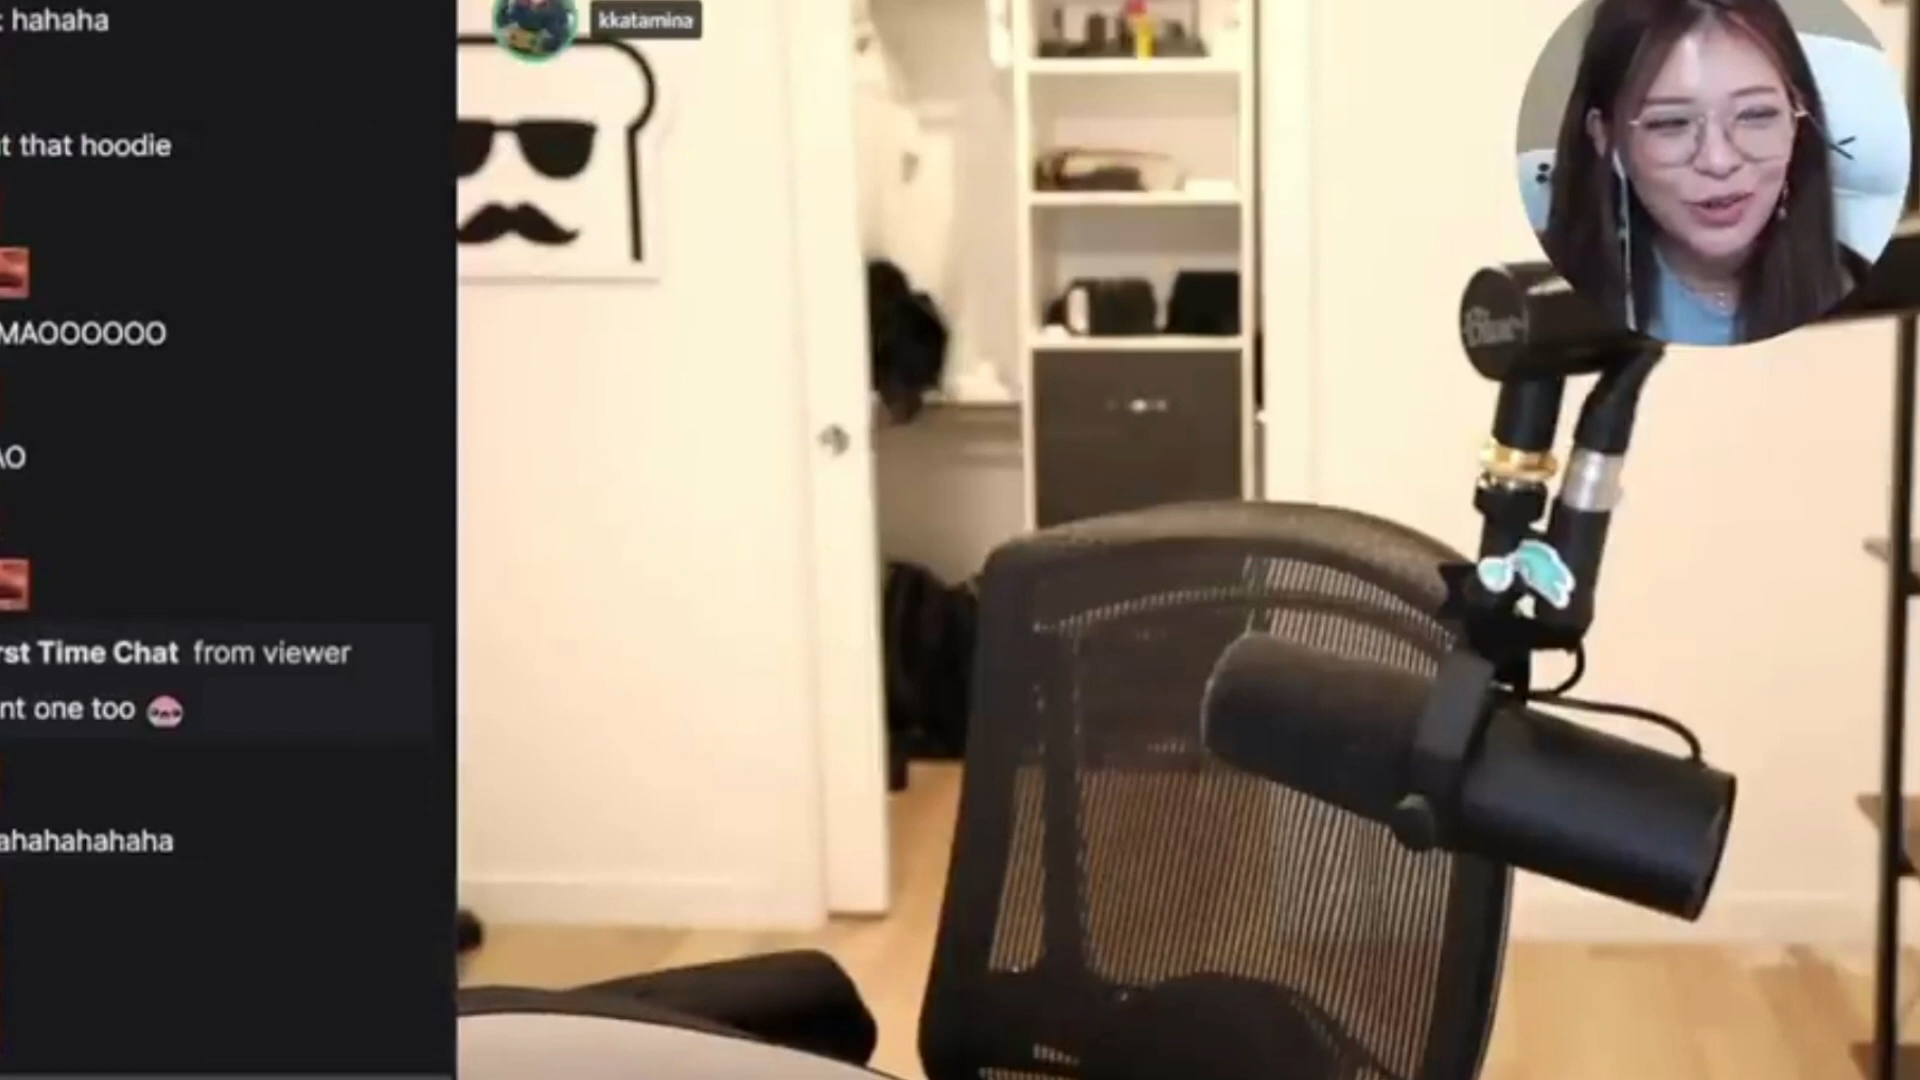 : hahaha
kkatamina
t that hoodie
MAOOOOOO
AO
rst Time Chat from viewer
nt one too
ahahahahaha